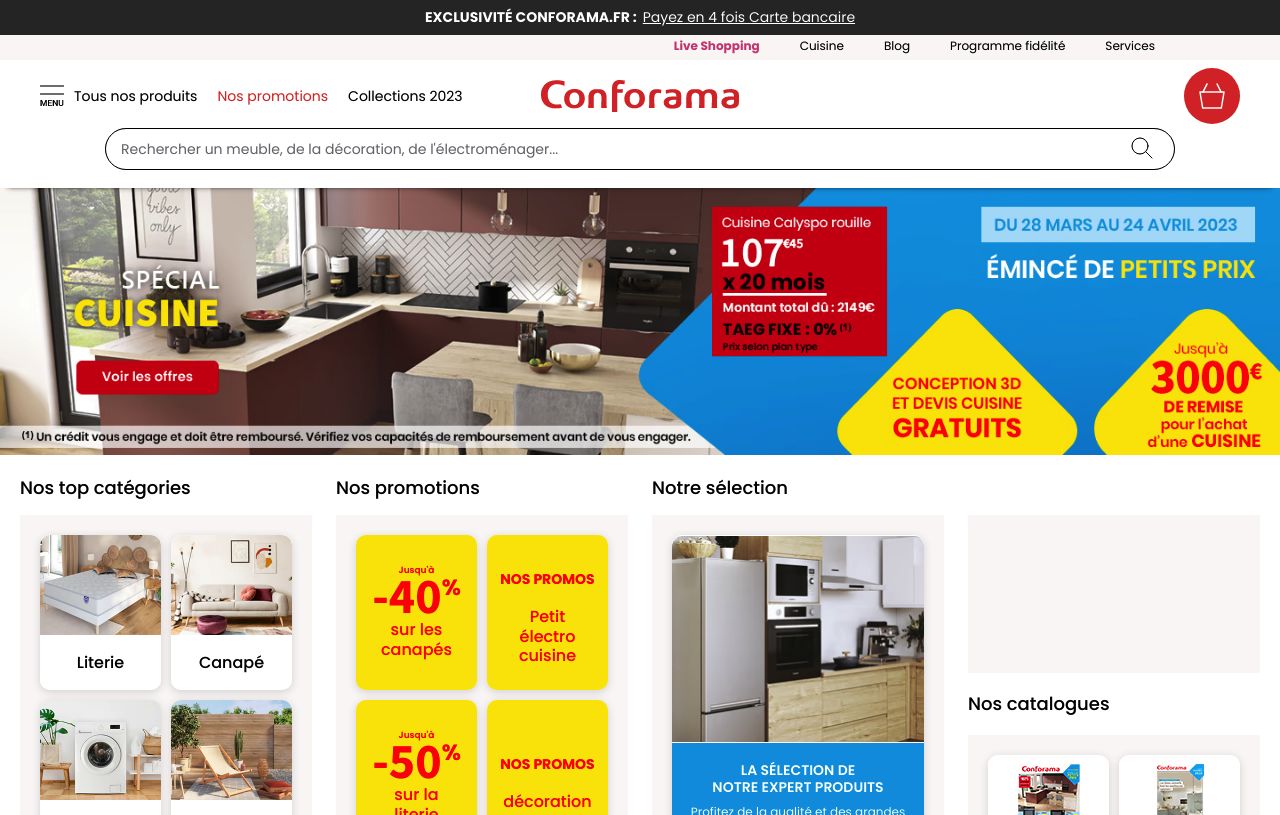 EXCLUSIVITÉ CONFORAMA.FR : Payez en 4 fois Carte bancaire
Live Shopping Cuisine Blog Programme fidélité Services
MENU Tous nos produits Nos promotions Collections 2023
Conforama
Rechercher un meuble, de la décoration, de l'électroménager...
good
vibes
only
SPÉCIAL
CUISINE
Voir les offres
Cuisine Calyspo rouille
107€45
x 20 mois
Montant total dû : 2149€
TAEG FIXE : 0% (1)
Prix selon plan type
DU 28 MARS AU 24 AVRIL 2023
ÉMINCÉ DE PETITS PRIX
CONCEPTION 3D
ET DEVIS CUISINE
GRATUITS
Jusqu'à
3000€
DE REMISE
pour l'achat
d'une CUISINE
(1) Un crédit vous engage et doit être remboursé. Vérifiez vos capacités de remboursement avant de vous engager.
Nos top catégories
Literie
Canapé
Nos promotions
Jusqu'à
-40%
sur les
canapés
NOS PROMOS
Petit
électro
cuisine
Jusqu'à
-50%
sur la
literie
NOS PROMOS
décoration
Notre sélection
LA SÉLECTION DE
NOTRE EXPERT PRODUITS
Profitez de la qualité et des grandes
Nos catalogues
Conforama
Conforama